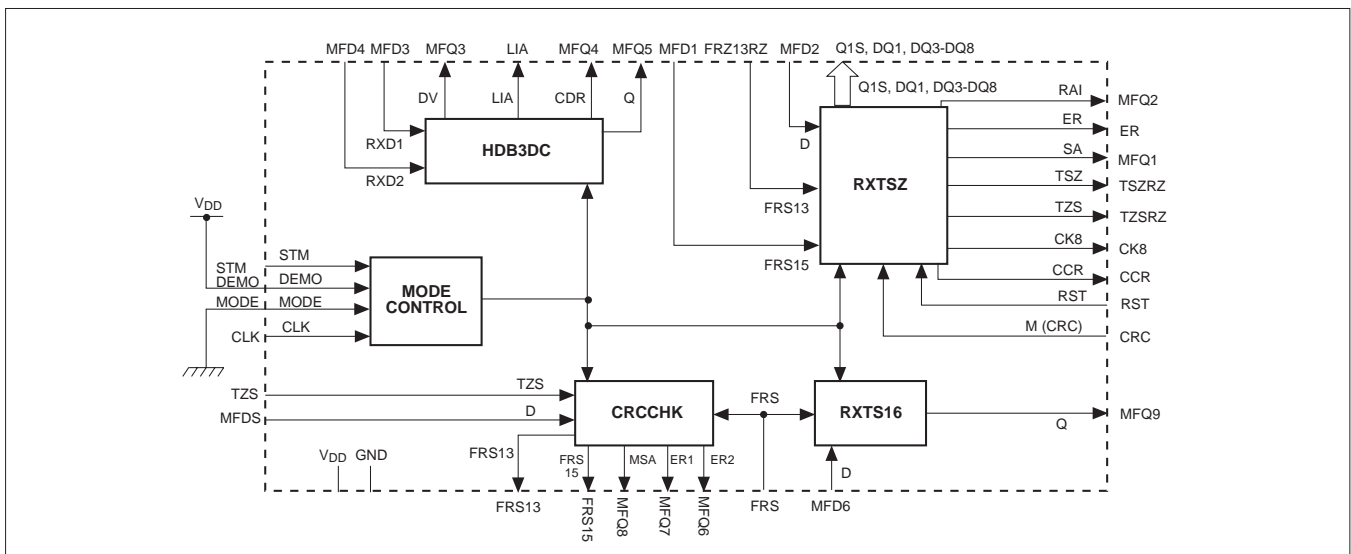 MFD4 MFD3 MFQ3 LIA MFQ4 MFQ5 MFD1 FRZ13RZ MFD2 Q1S, DQ1, DQ3-DQ8
DV LIA CDR Q Q1S, DQ1, DQ3-DQ8
RAI MFQ2
ER ER
SA MFQ1
TSZ TSZRZ
TZS TZSRZ
CK8 CK8
CCR CCR
RST RST
M (CRC) CRC
RXD1
RXD2
HDB3DC
D
RXTSZ
FRS13
FRS15
VDD
STM STM
DEMO DEMO
MODE MODE
CLK CLK
MODE
CONTROL
TZS TZS
MFDS D
CRCCHK
FRS
RXTS16
Q MFQ9
VDD GND
FRS13
FRS
15
MSA
ER1
ER2
D
FRS13
FRS15
MFQ8
MFQ7
MFQ6
FRS
MFD6